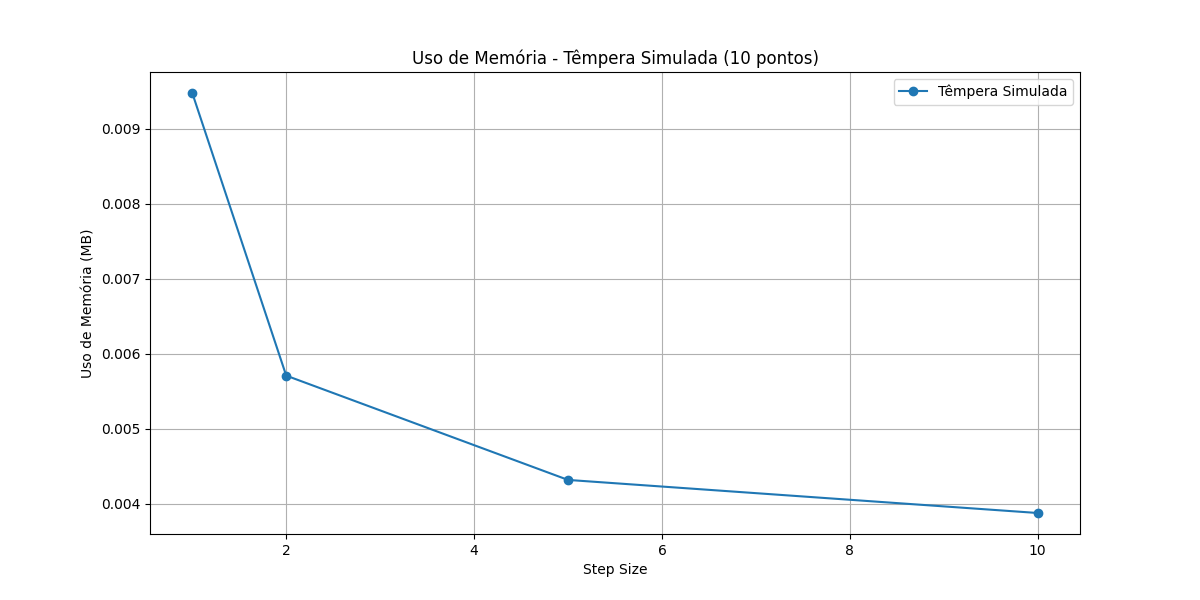 Uso de Memória - Têmpera Simulada (10 pontos)
Têmpera Simulada
0.009
0.008
0.007
0.006
0.005
0.004
Uso de Memória (MB)
2 4 6 8 10
Step Size